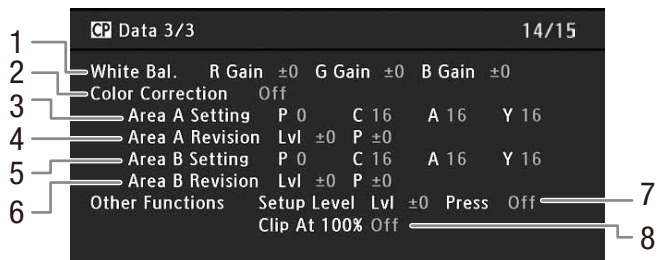 CP Data 3/3 14/15
1 White Bal. R Gain ±0 G Gain ±0 B Gain ±0
2 Color Correction Off
3 Area A Setting P 0 C 16 A 16 Y 16
4 Area A Revision Lvl ±0 P ±0
5 Area B Setting P 0 C 16 A 16 Y 16
6 Area B Revision Lvl ±0 P ±0
Other Functions Setup Level Lvl ±0 Press Off 7
Clip At 100% Off 8